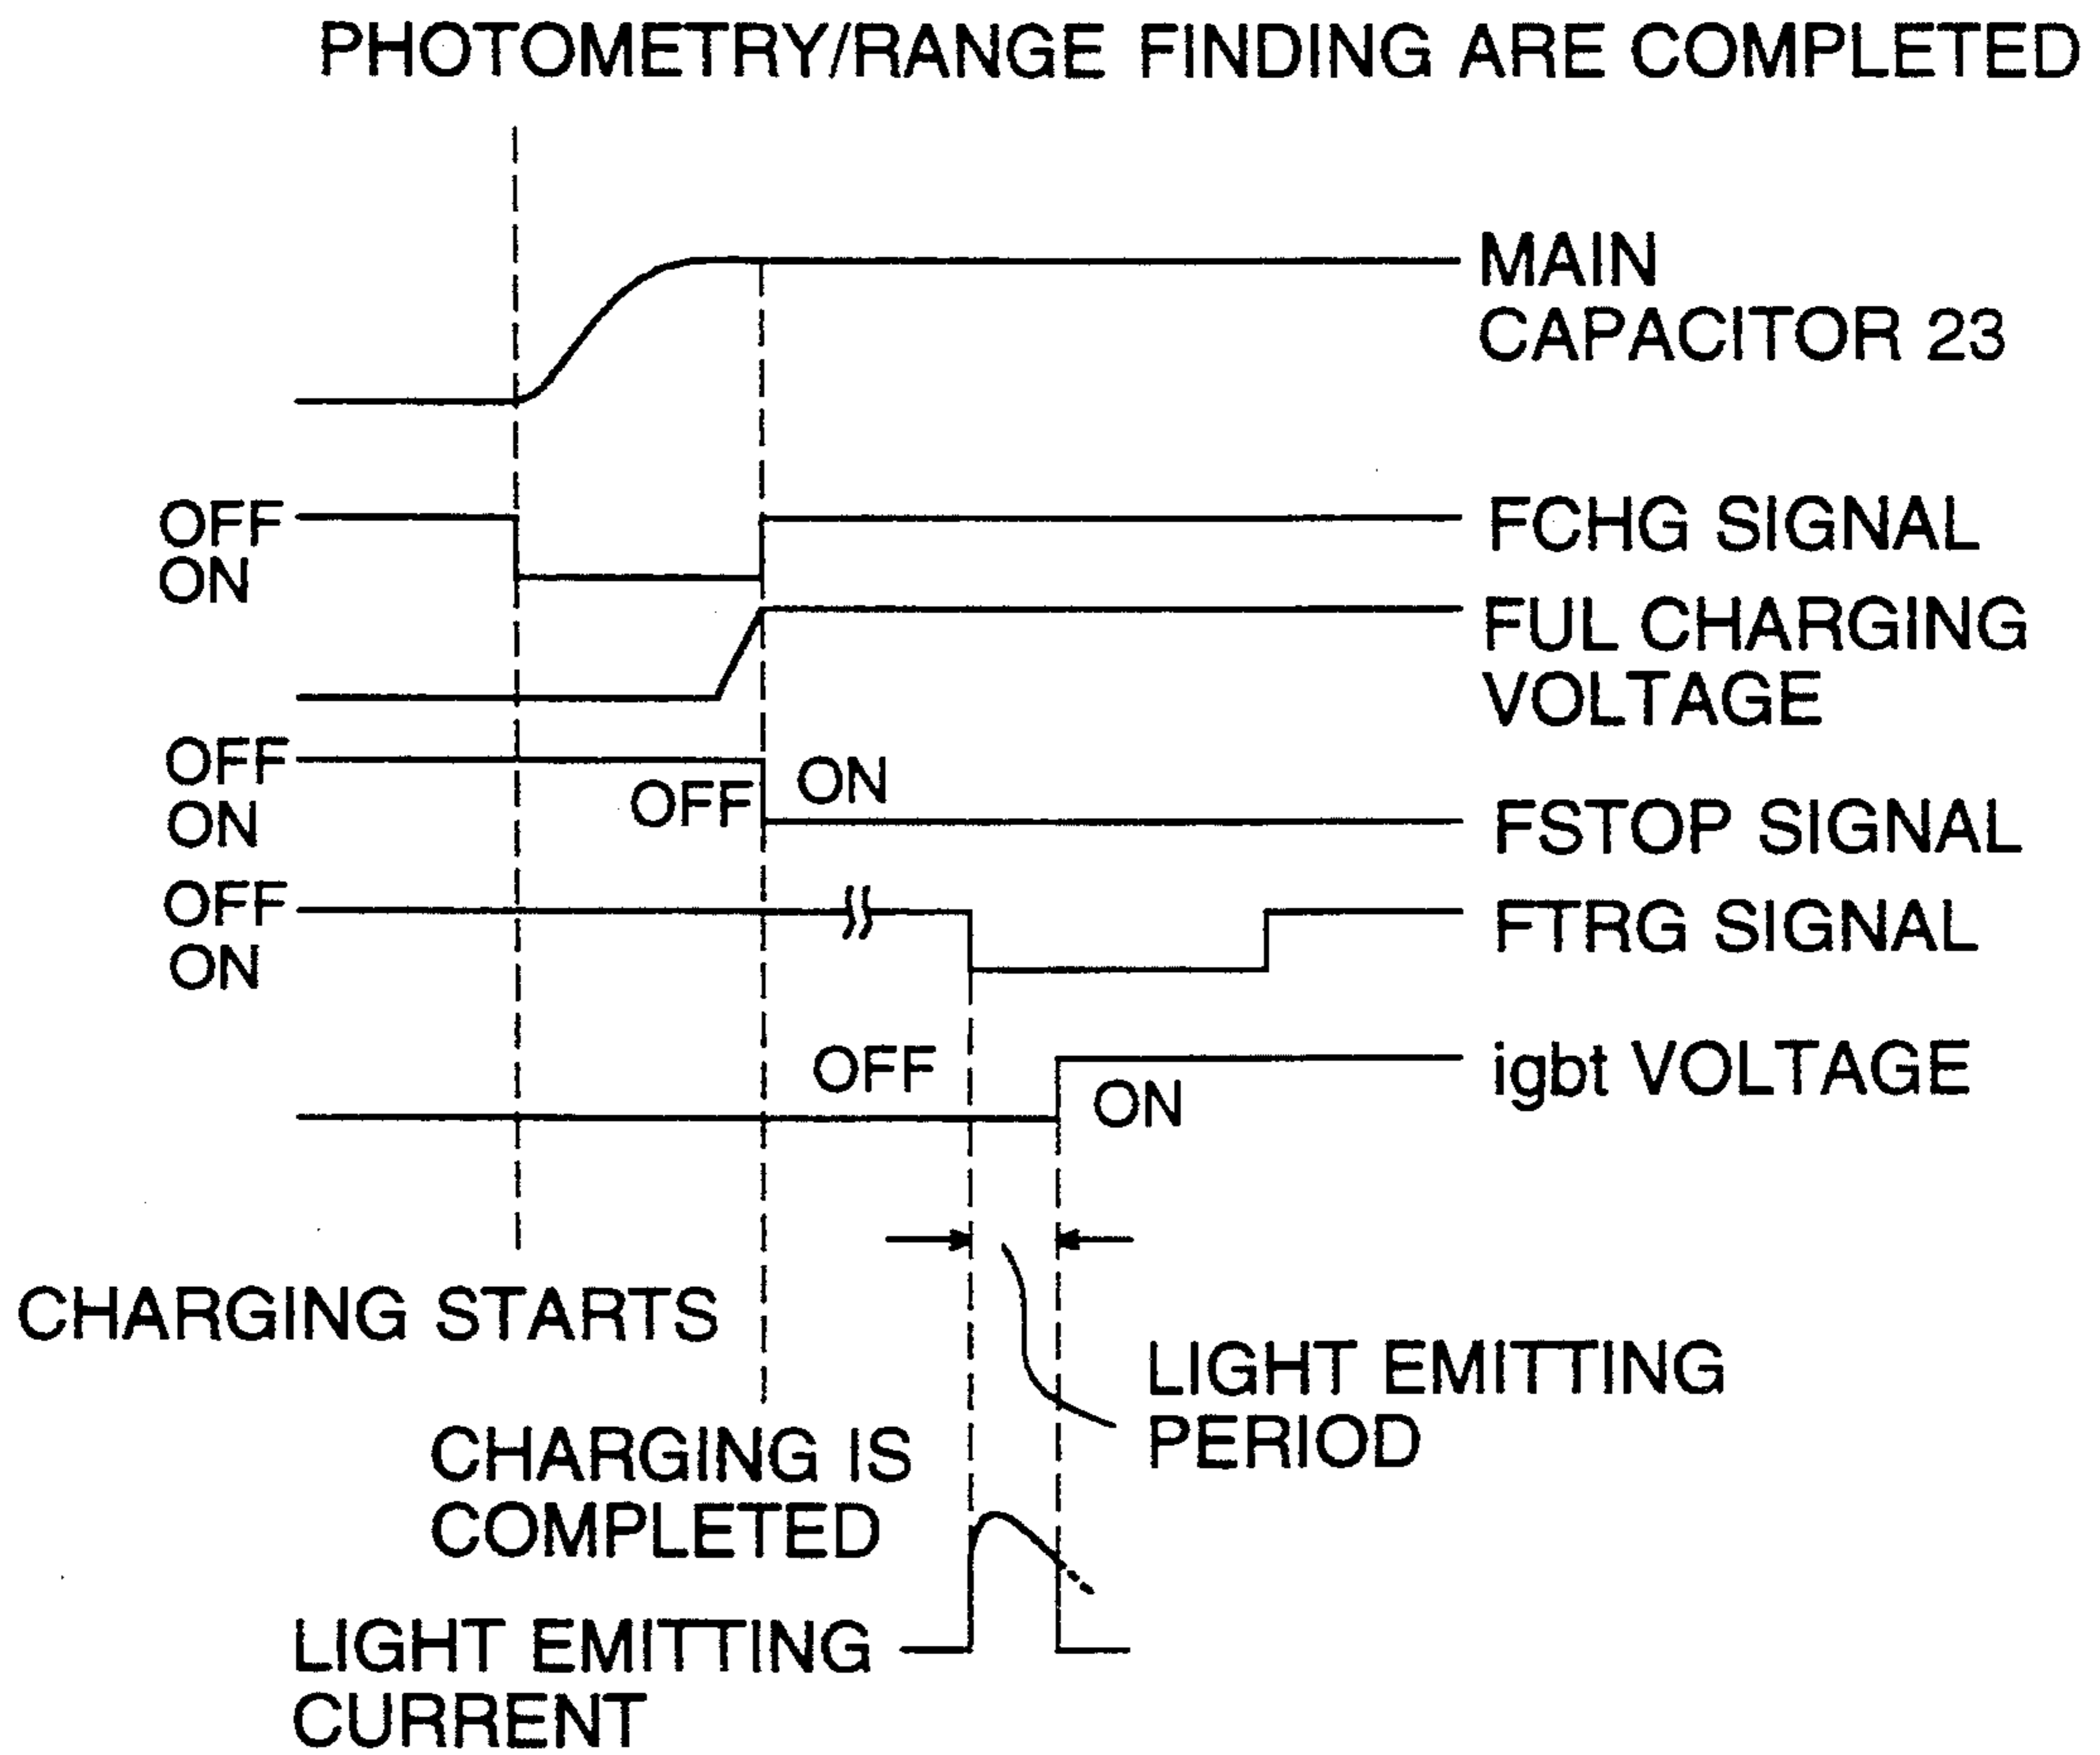 PHOTOMETRY/RANGE FINDING ARE COMPLETED
MAIN
CAPACITOR 23
OFF
ON
FCHG SIGNAL
FUL CHARGING
VOLTAGE
OFF
ON
OFF
ON
FSTOP SIGNAL
OFF
ON
FTRG SIGNAL
OFF
ON
igbt VOLTAGE
CHARGING STARTS
LIGHT EMITTING
PERIOD
CHARGING IS
COMPLETED
LIGHT EMITTING
CURRENT